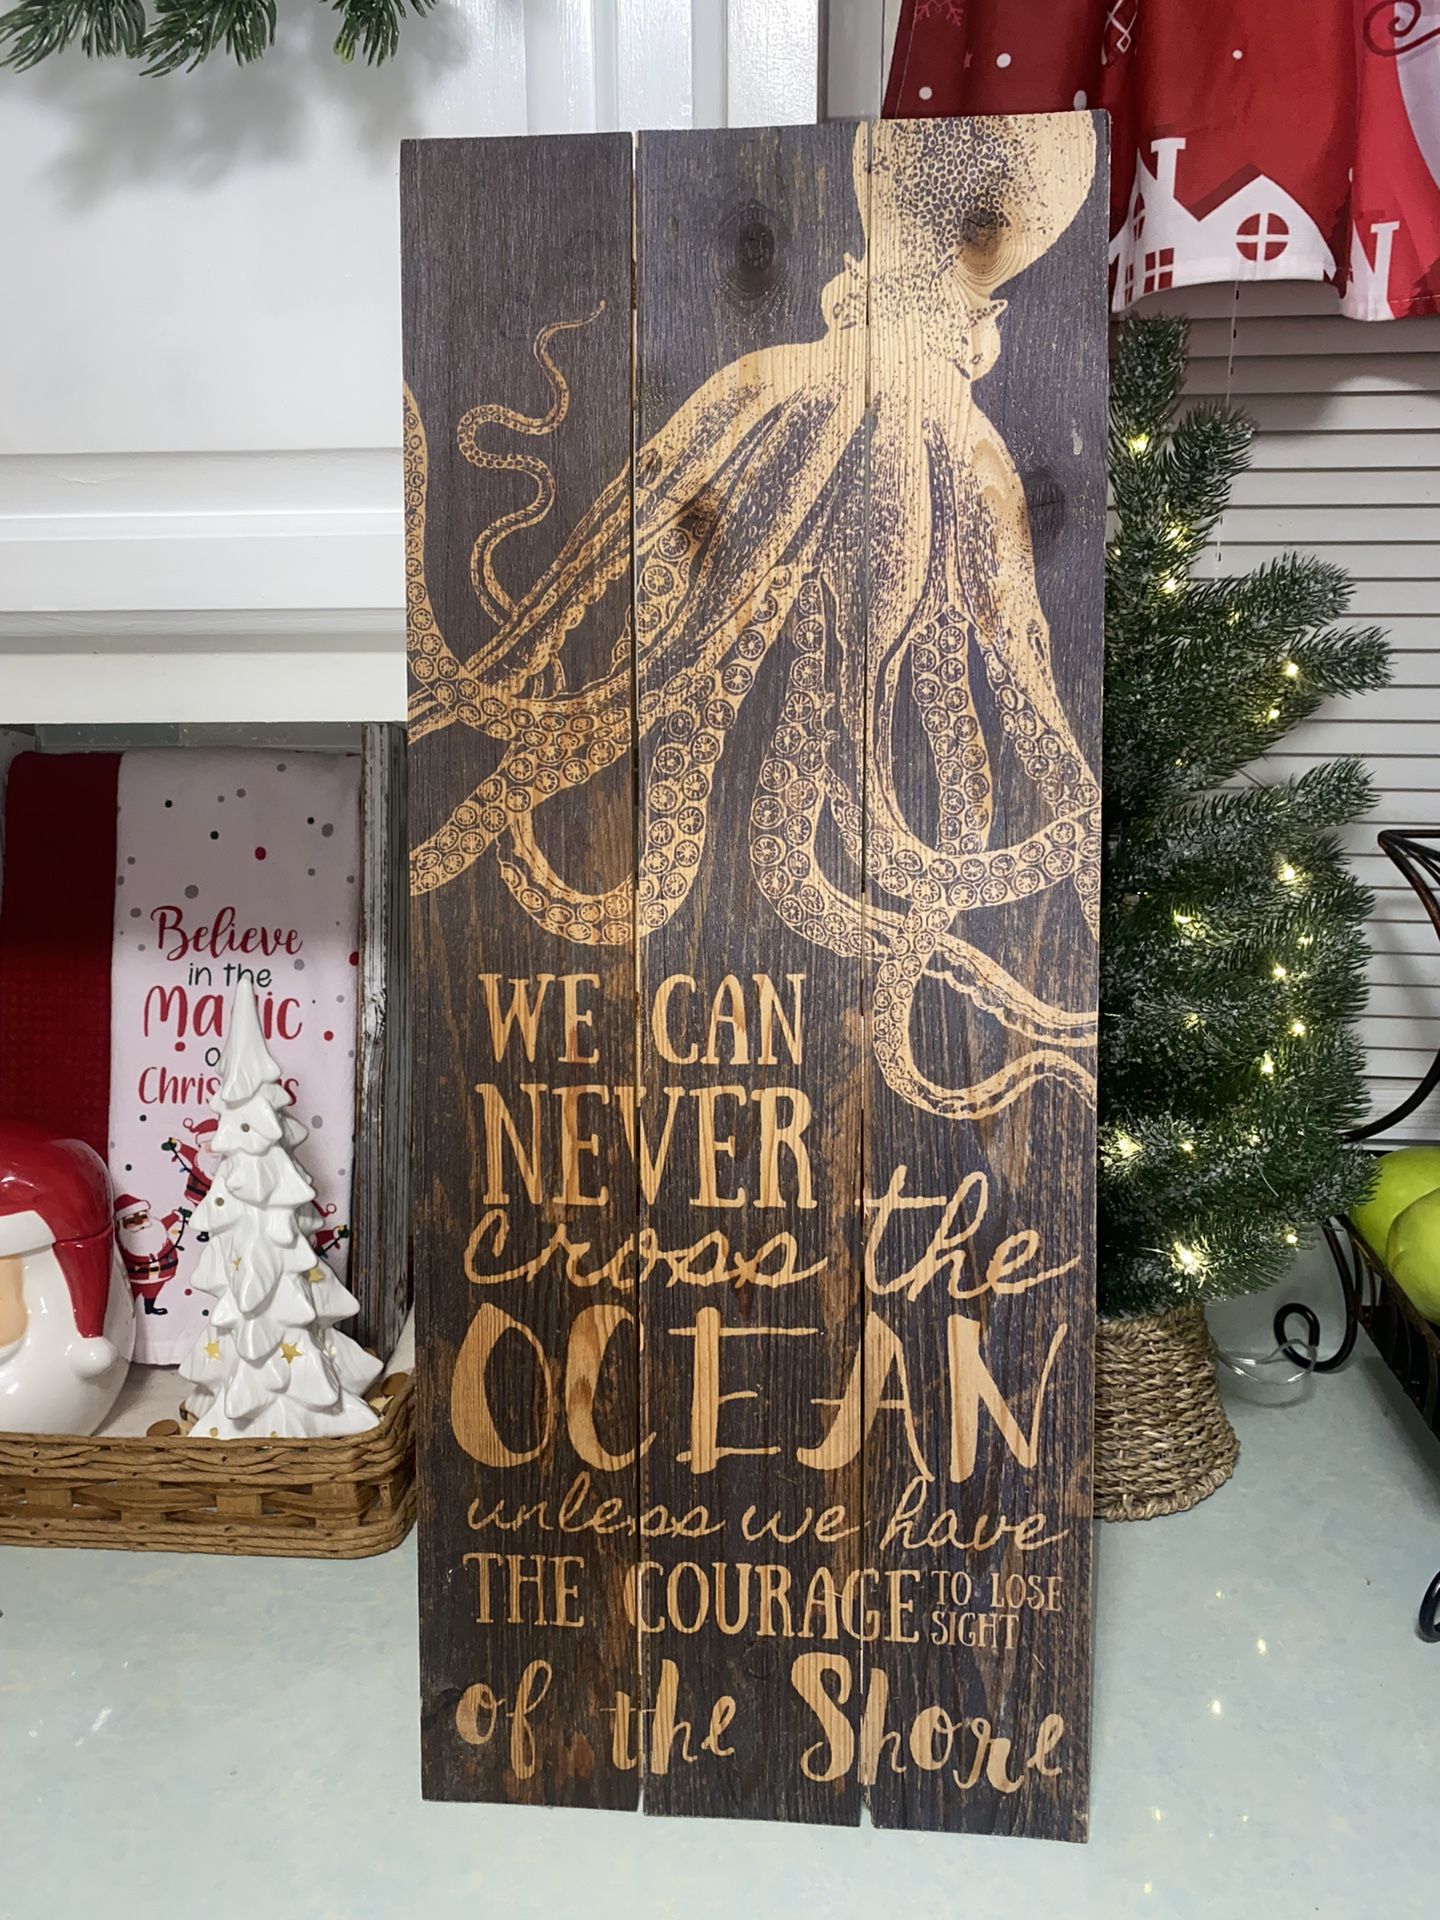 WE CAN
NEVER
cross the
OCEAN
unless we have
THE COURAGE TO LOSE
SIGHT
of the Shore
Believe
in the